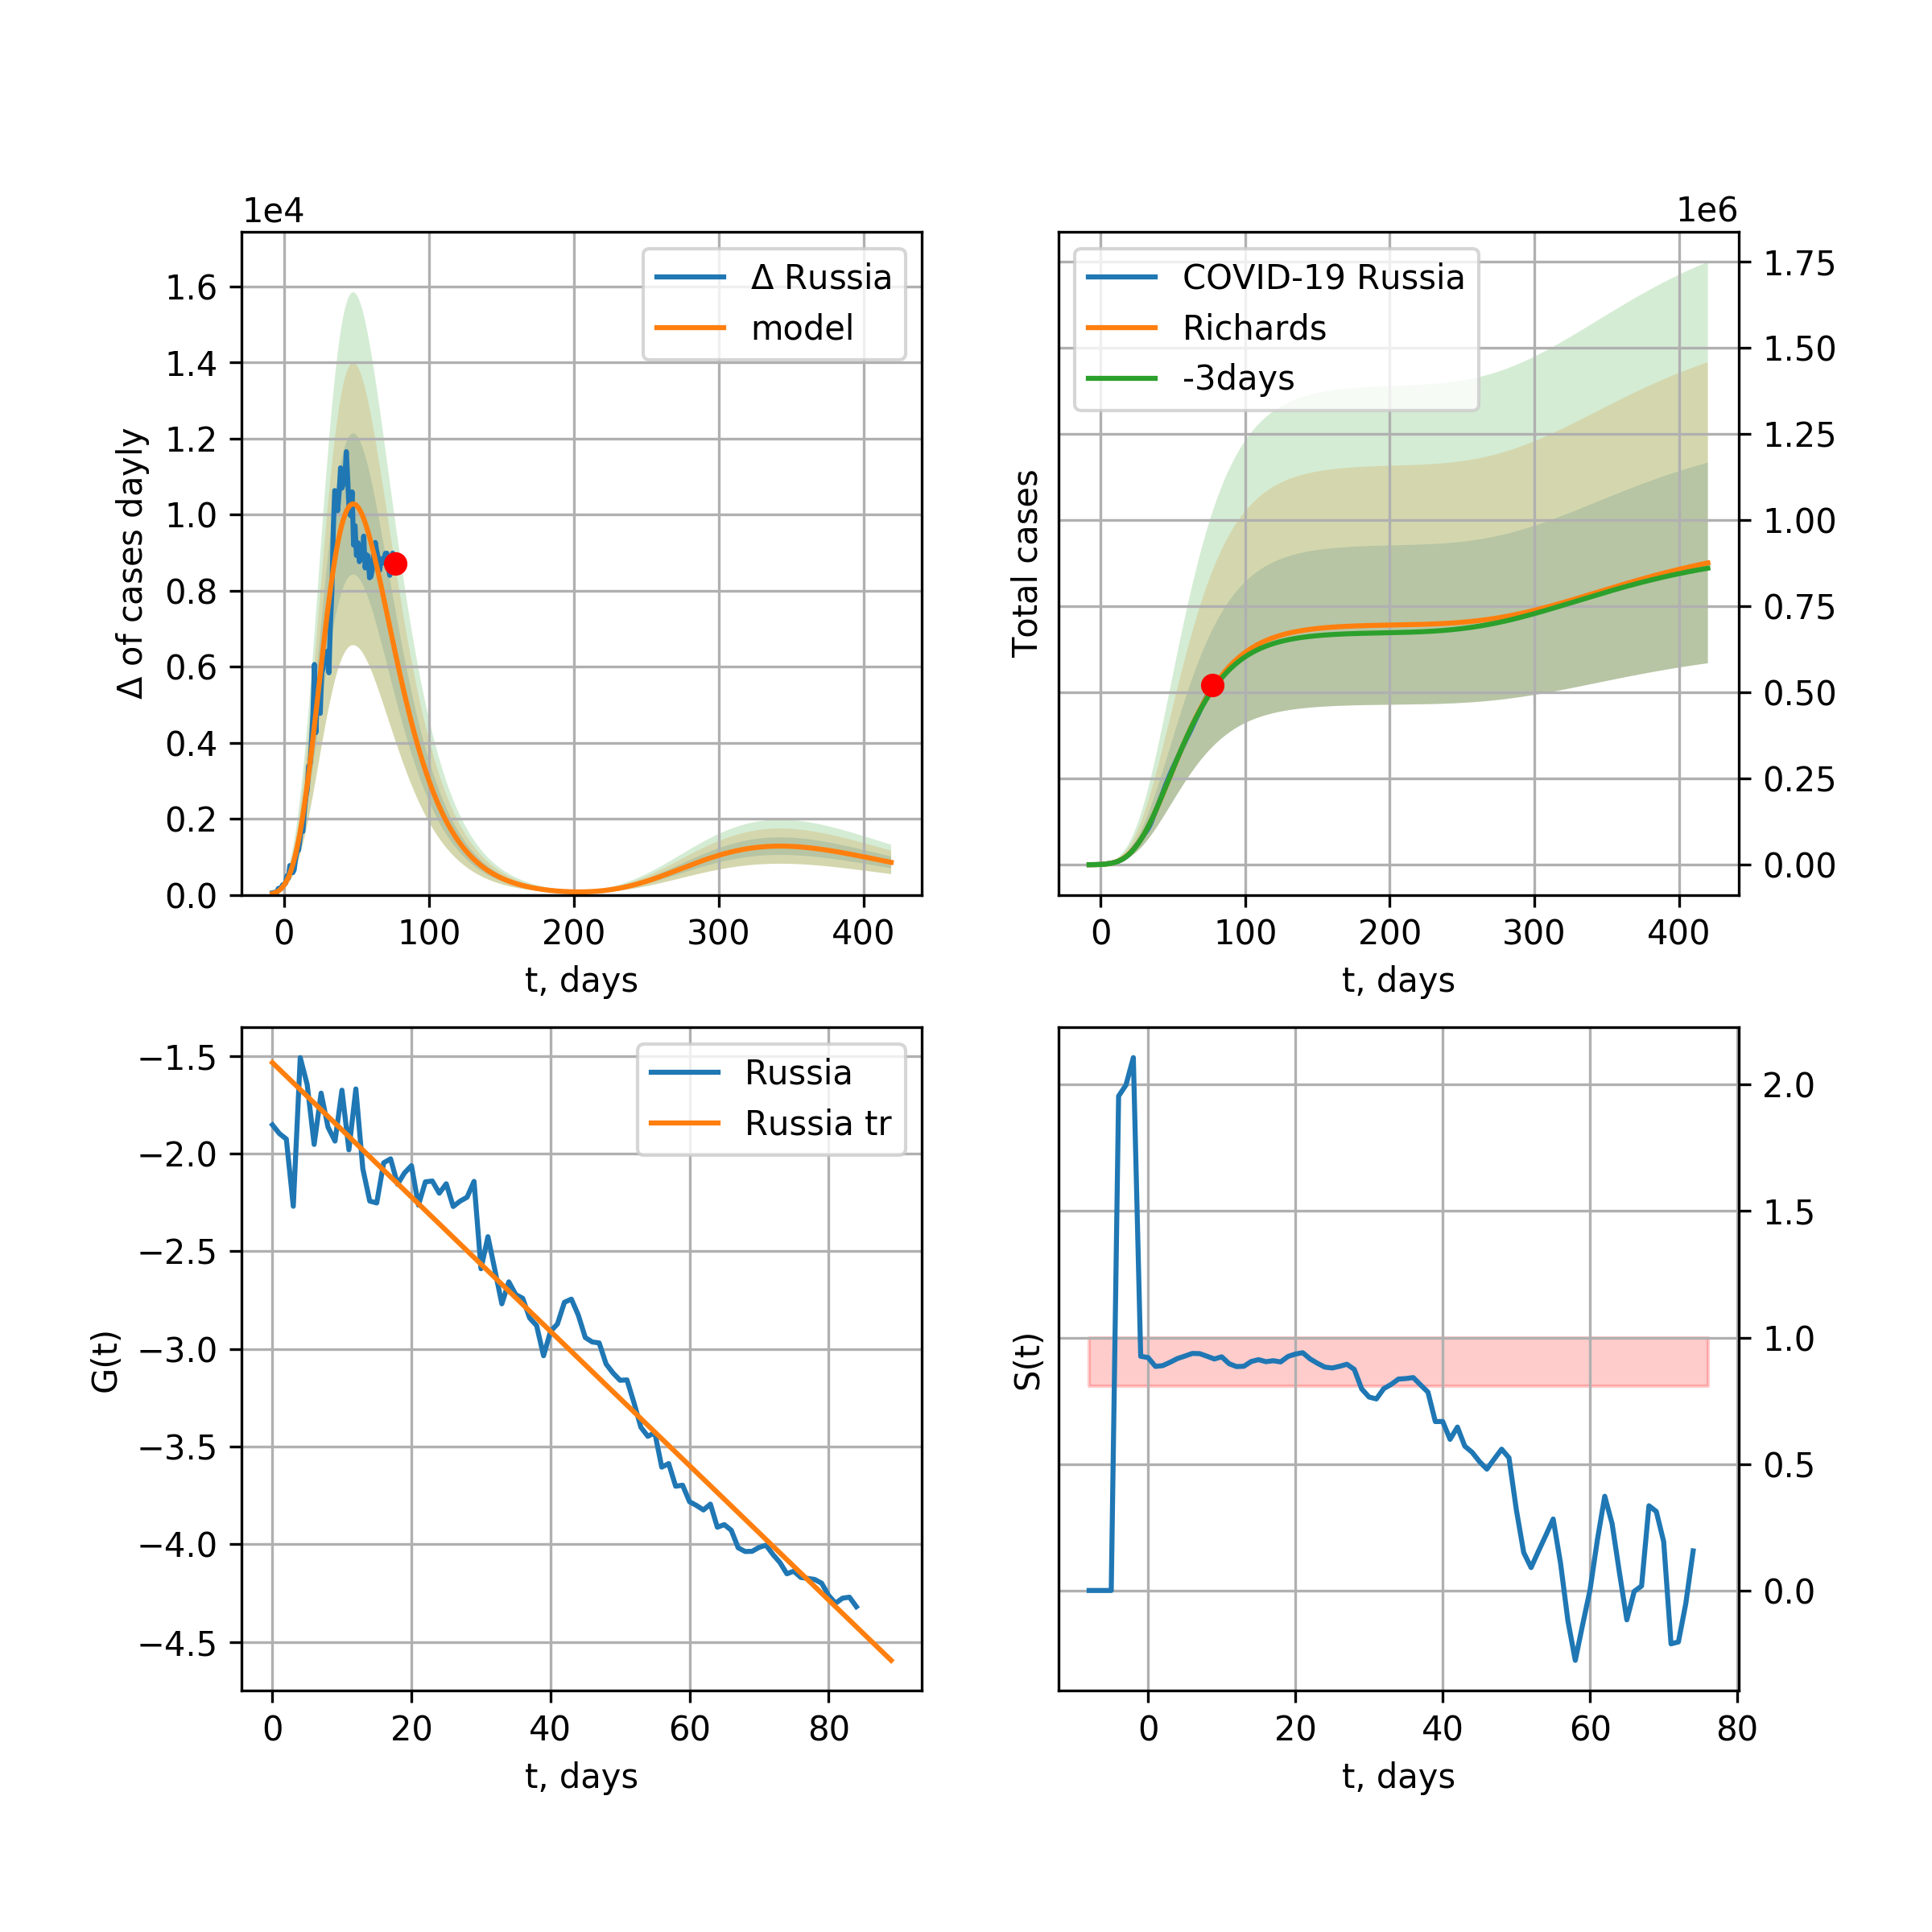 1e4
Δ of cases dayly
1.6
1.4
1.2
1.0
0.8
0.6
0.4
0.2
0.0
Δ Russia
model
0 100 200 300 400
t, days
1e6
Total cases
COVID-19 Russia
Richards
-3days
1.75
1.50
1.25
1.00
0.75
0.50
0.25
0.00
0 100 200 300 400
t, days
G(t)
−1.5
−2.0
−2.5
−3.0
−3.5
−4.0
−4.5
Russia
Russia tr
0 20 40 60 80
t, days
S(t)
2.0
1.5
1.0
0.5
0.0
0 20 40 60 80
t, days